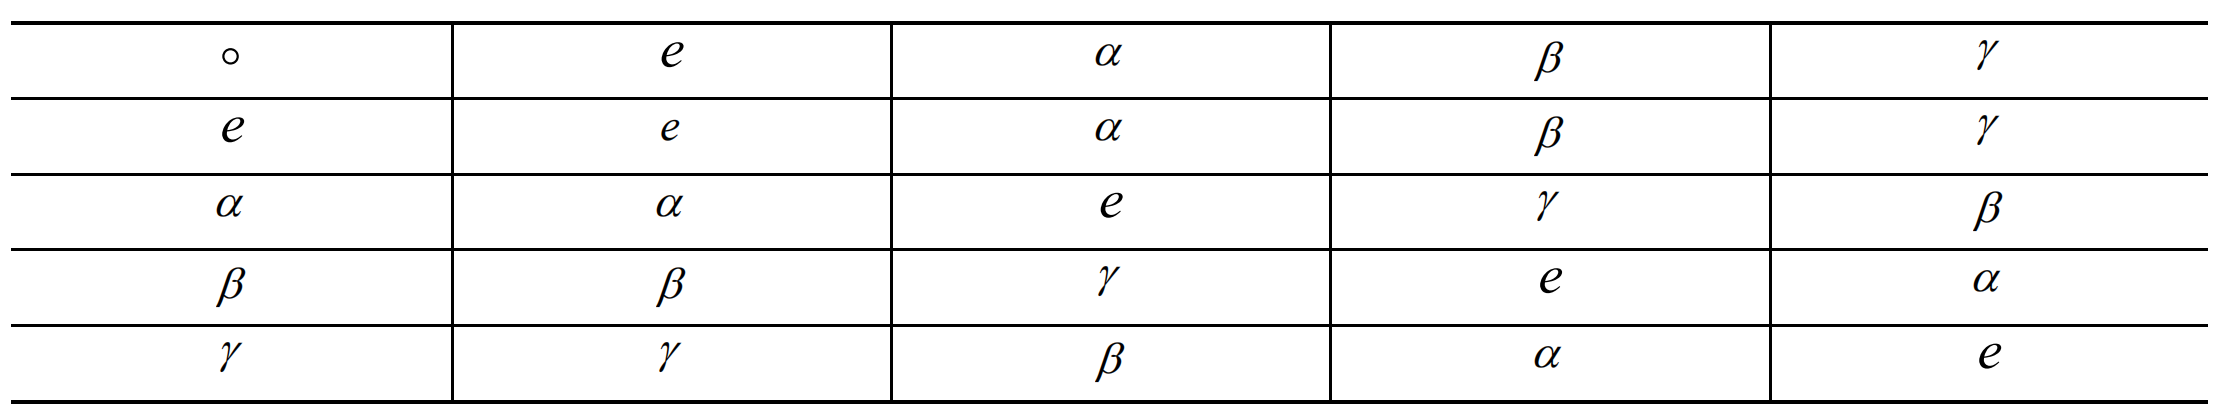 ∘ e α β γ
e e α β γ
α α e γ β
β β γ e α
γ γ β α e